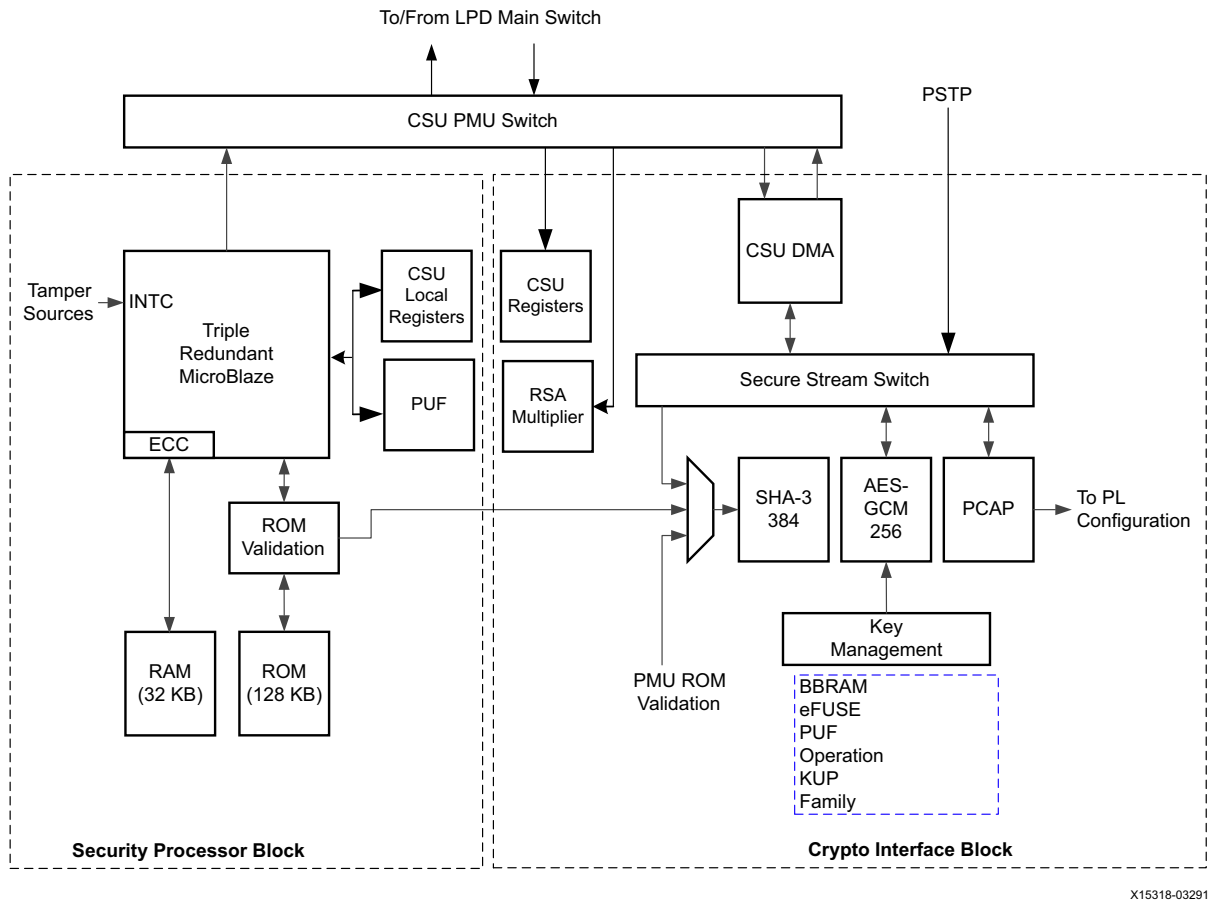 To/From LPD Main Switch
CSU PMU Switch
PSTP
Tamper
Sources
INTC
Triple
Redundant
MicroBlaze
ECC
CSU
Local
Registers
PUF
ROM
Validation
RAM
(32 KB)
ROM
(128 KB)
Security Processor Block
CSU
Registers
RSA
Multiplier
CSU DMA
Secure Stream Switch
SHA-3
384
AES-
GCM
256
PCAP
To PL
Configuration
Key
Management
PMU ROM
Validation
BBRAM
eFUSE
PUF
Operation
KUP
Family
Crypto Interface Block
X15318-03291